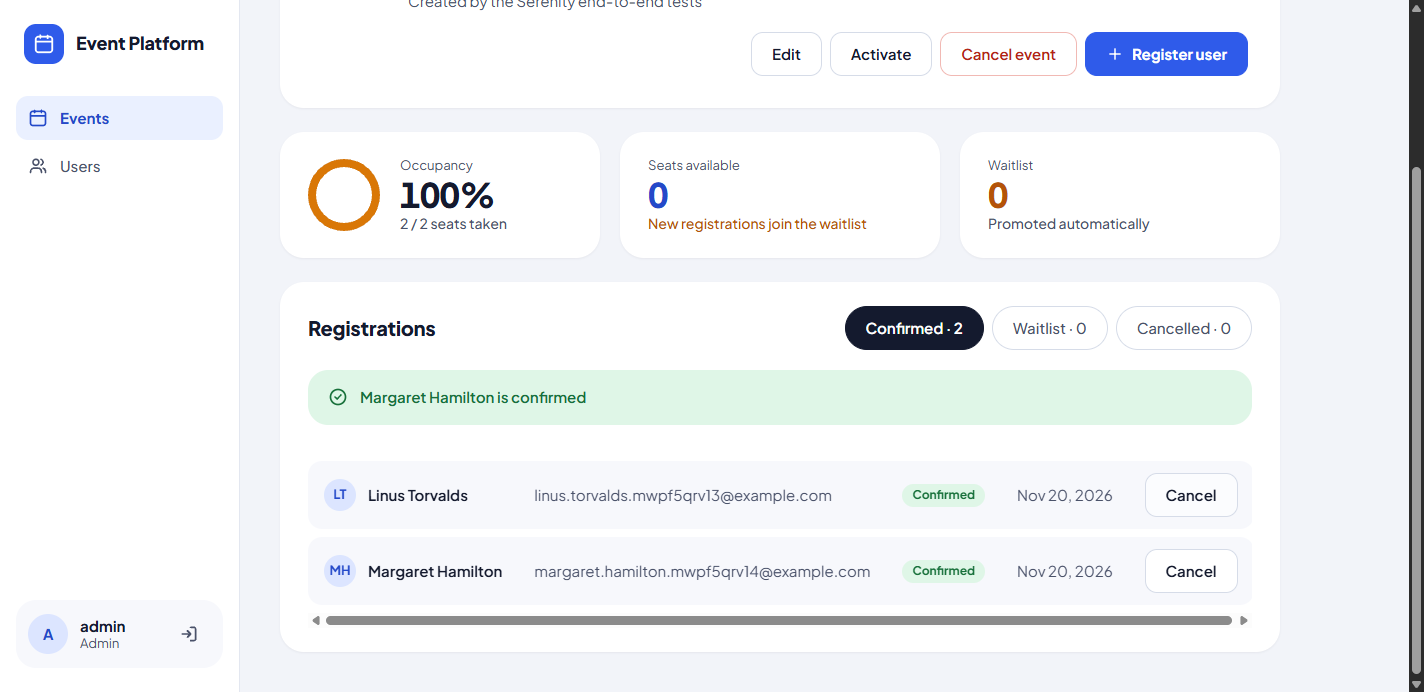 Event Platform
Events
Users
A
admin
Admin
Created by the Serenity end-to-end tests
Edit
Activate
Cancel event
+ Register user
Occupancy
100%
2 / 2 seats taken
Seats available
0
New registrations join the waitlist
Waitlist
0
Promoted automatically
Registrations
Confirmed · 2
Waitlist · 0
Cancelled · 0
Margaret Hamilton is confirmed
LT Linus Torvalds linus.torvalds.mwpf5qrv13@example.com Confirmed Nov 20, 2026 Cancel
MH Margaret Hamilton margaret.hamilton.mwpf5qrv14@example.com Confirmed Nov 20, 2026 Cancel